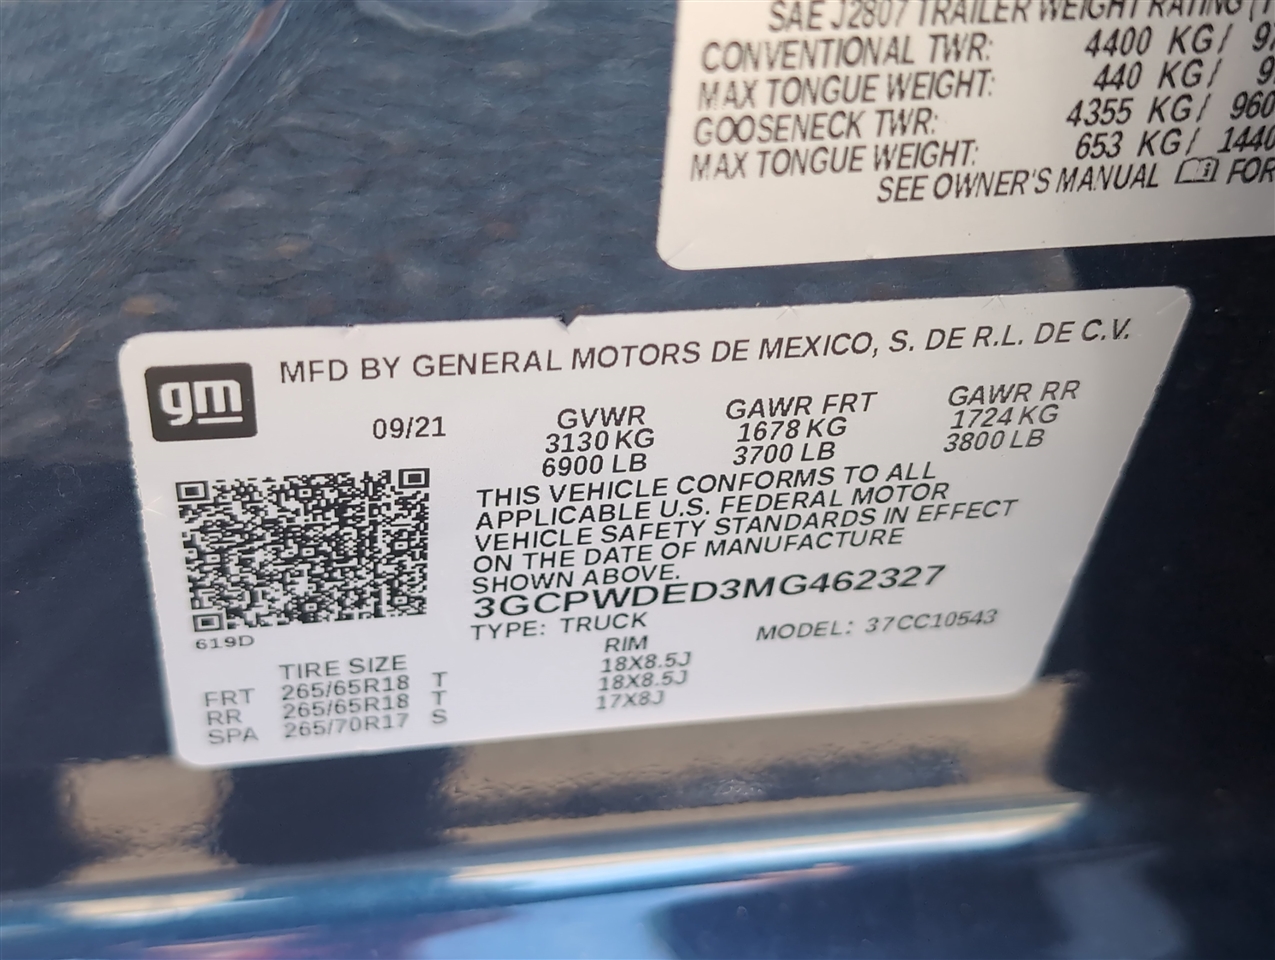 SAE J2807 TRAILER WEIGHT RATING
CONVENTIONAL TWR: 4400 KG/
MAX TONGUE WEIGHT: 440 KG/
GOOSENECK TWR: 4355 KG/ 960
MAX TONGUE WEIGHT: 653 KG/ 1440
SEE OWNER'S MANUAL FOR
gm
MFD BY GENERAL MOTORS DE MEXICO, S. DE R.L. DE C.V.
09/21 GVWR GAWR FRT GAWR RR
3130 KG 1678 KG 1724 KG
6900 LB 3700 LB 3800 LB
THIS VEHICLE CONFORMS TO ALL
APPLICABLE U.S. FEDERAL MOTOR
VEHICLE SAFETY STANDARDS IN EFFECT
ON THE DATE OF MANUFACTURE
SHOWN ABOVE.
3GCPWDED3MG462327
619D TYPE: TRUCK MODEL: 37CC10543
TIRE SIZE RIM
FRT 265/65R18 T 18X8.5J
RR 265/65R18 T 18X8.5J
SPA 265/70R17 S 17X8J